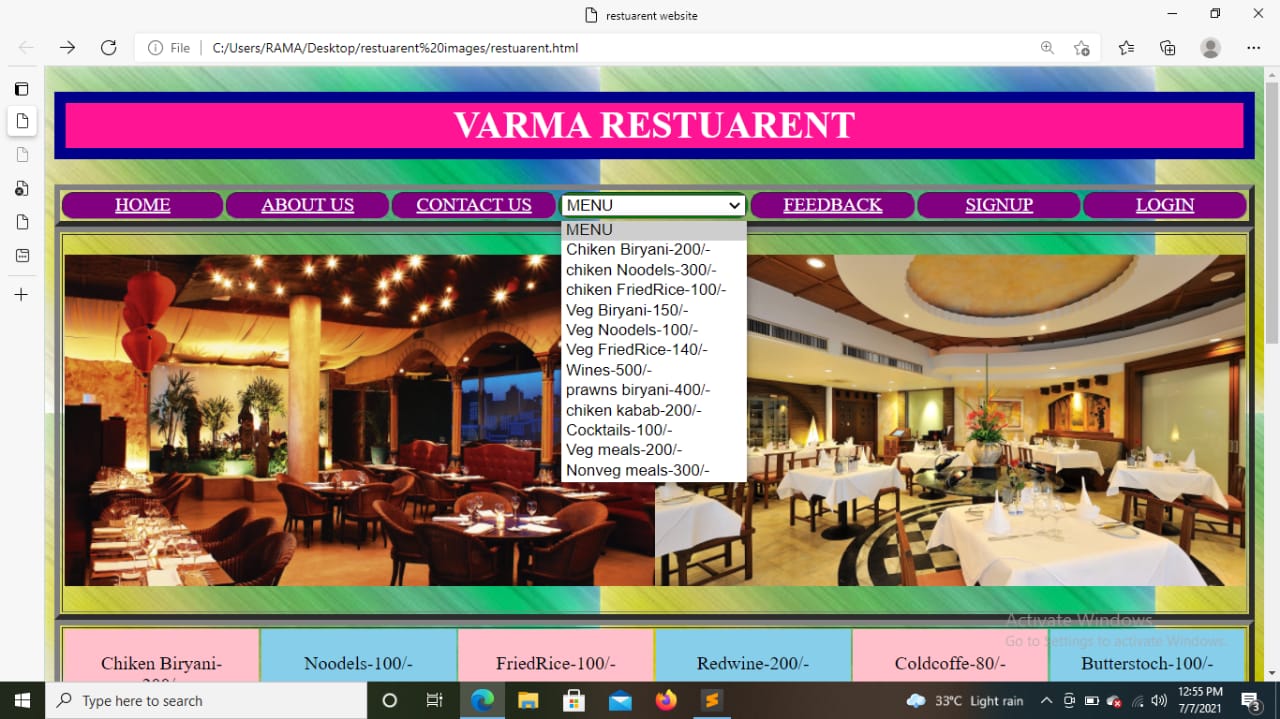 restuarent website
File
C:/Users/RAMA/Desktop/restuarent%20images/restuarent.html
VARMA RESTUARENT
HOME
ABOUT US
CONTACT US
MENU
FEEDBACK
SIGNUP
LOGIN
MENU
Chiken Biryani-200/-
chiken Noodels-300/-
chiken FriedRice-100/-
Veg Biryani-150/-
Veg Noodels-100/-
Veg FriedRice-140/-
Wines-500/-
prawns biryani-400/-
chiken kabab-200/-
Cocktails-100/-
Veg meals-200/-
Nonveg meals-300/-
Activate Windows
Go to Settings to activate Windows.
Chiken Biryani-
200/-
Noodels-100/-
FriedRice-100/-
Redwine-200/-
Coldcoffe-80/-
Butterstoch-100/-
Type here to search
33°C Light rain
12:55 PM
7/7/2021
3